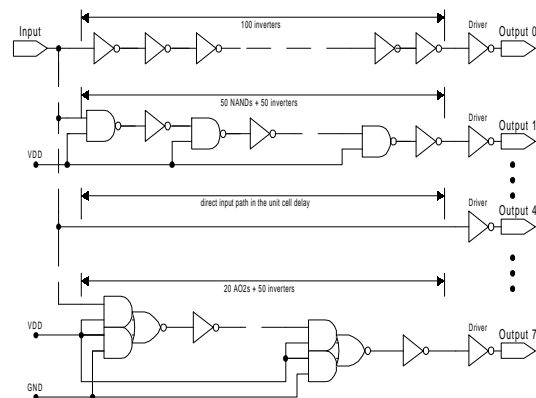 100 inverters
Input
Driver
Output 0
50 NANDs + 50 inverters
Driver
Output 1
VDD
direct input path in the unit cell delay
Driver
Output 4
20 AO2s + 50 inverters
VDD
Driver
Output 7
GND